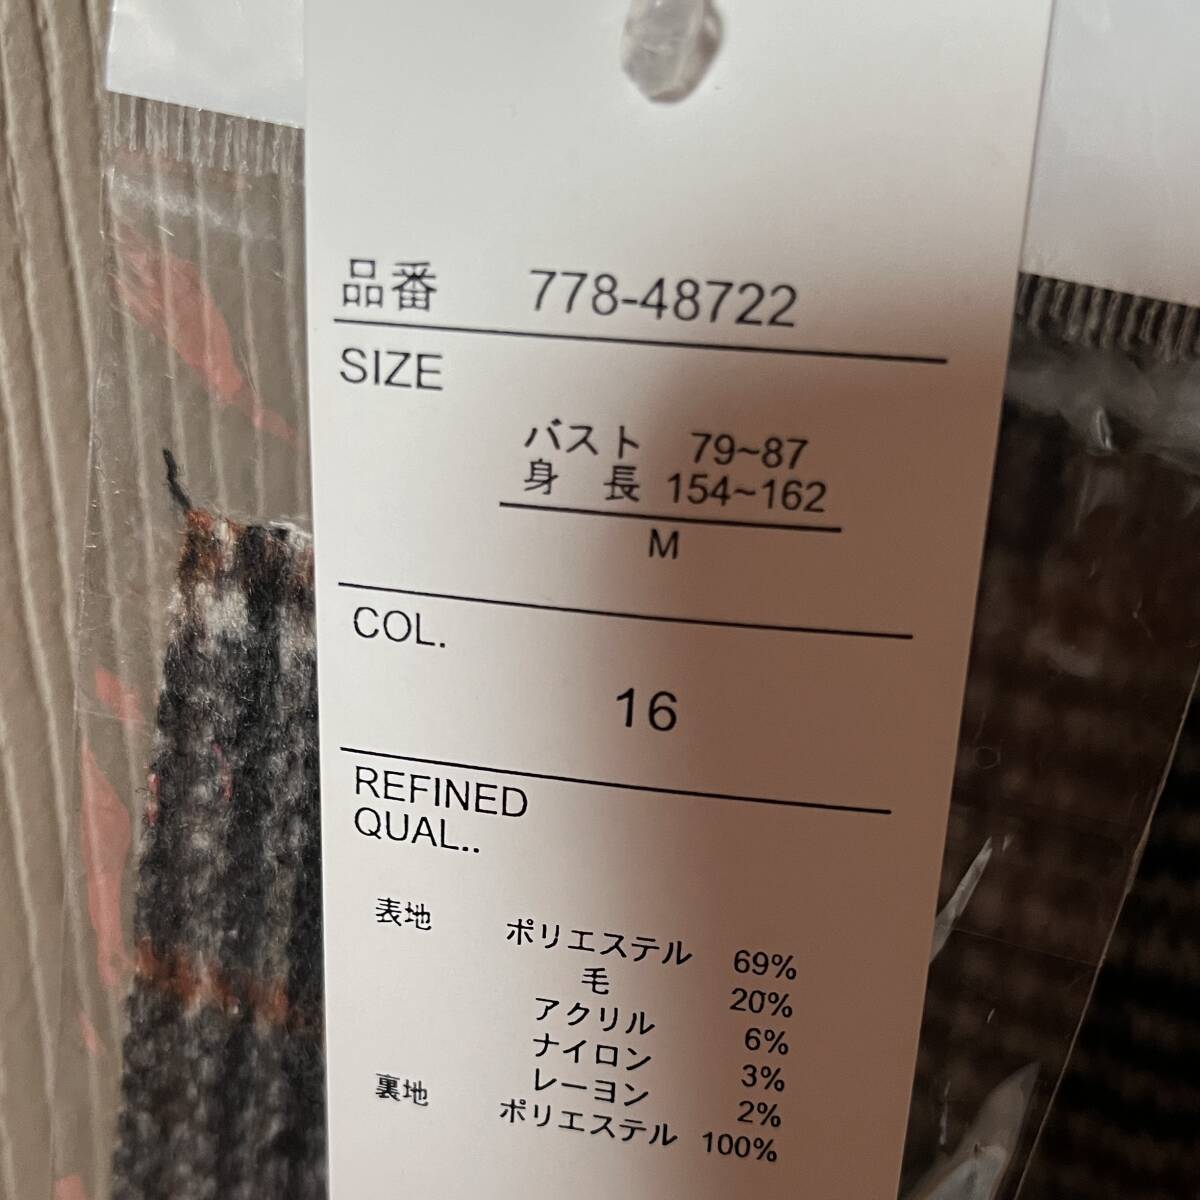 品番 778-48722
SIZE
バスト 79~87
身 長 154~162
M
COL.
16
REFINED
QUAL..
表地 ポリエステル 69%
毛 20%
アクリル 6%
ナイロン 3%
レーヨン 2%
裏地 ポリエステル 100%